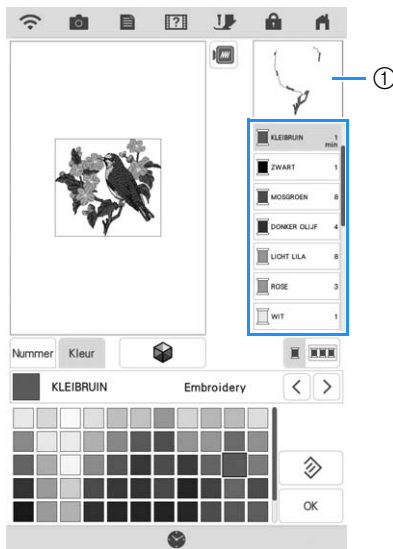 ①
KLEIBRUIN 1
min
ZWART 1
MOSGROEN 8
DONKER OLIJF 4
LICHT LILA 8
ROSE 3
WIT 1
Nummer Kleur
KLEIBRUIN Embroidery < >
OK